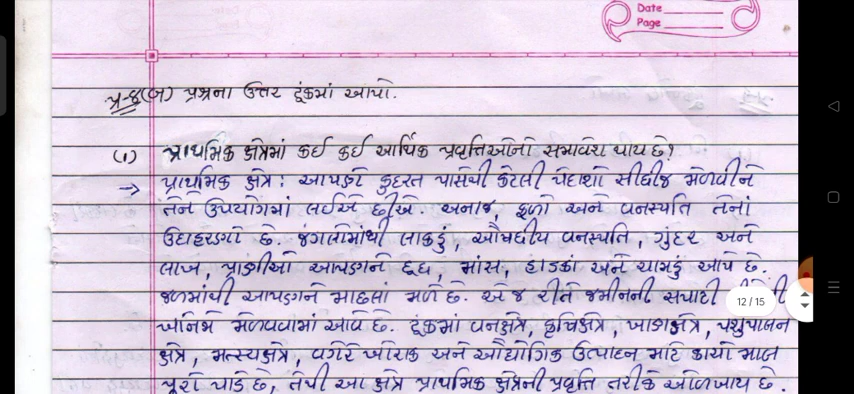 Date
Page
પ્ર-૪(બ) પ્રશ્નના ઉત્તર ટૂંકમાં આપો.
(૧) પ્રાથમિક ક્ષેત્રમાં કઈ કઈ આર્થિક પ્રવૃત્તિઓનો સમાવેશ થાય છે?
→ પ્રાથમિક ક્ષેત્ર : આપણે કુદરત પાસેથી કેટલી પેદાશો સીધીજ મેળવીને
તેને ઉપયોગમાં લઈએ છીએ. અનાજ, ફળો અને વનસ્પતિ તેનાં
ઉદાહરણો છે. જંગલોમાંથી લાકડું, ઔષધીય વનસ્પતિ, ગુંદર અને
લાખ, પ્રાણીઓ આપણને દૂધ, માંસ, હાડકાં અને ચામડું આપે છે.
જળમાંથી આપણને માછલાં મળે છે. એ જ રીતે જમીનની સપાટી
12/15
ખનિજ મેળવવામાં આવે છે. ટૂંકમાં વનક્ષેત્ર, કૃષિક્ષેત્ર, ખાણક્ષેત્ર, પશુપાલન
ક્ષેત્ર, મત્સ્યક્ષેત્ર, વગેરે ખોરાક અને ઔદ્યોગિક ઉત્પાદન માટે કાચો માલ
પૂરો પાડે છે, તેથી આ ક્ષેત્ર પ્રાથમિક ક્ષેત્રની પ્રવૃત્તિ તરીકે ઓળખાય છે.